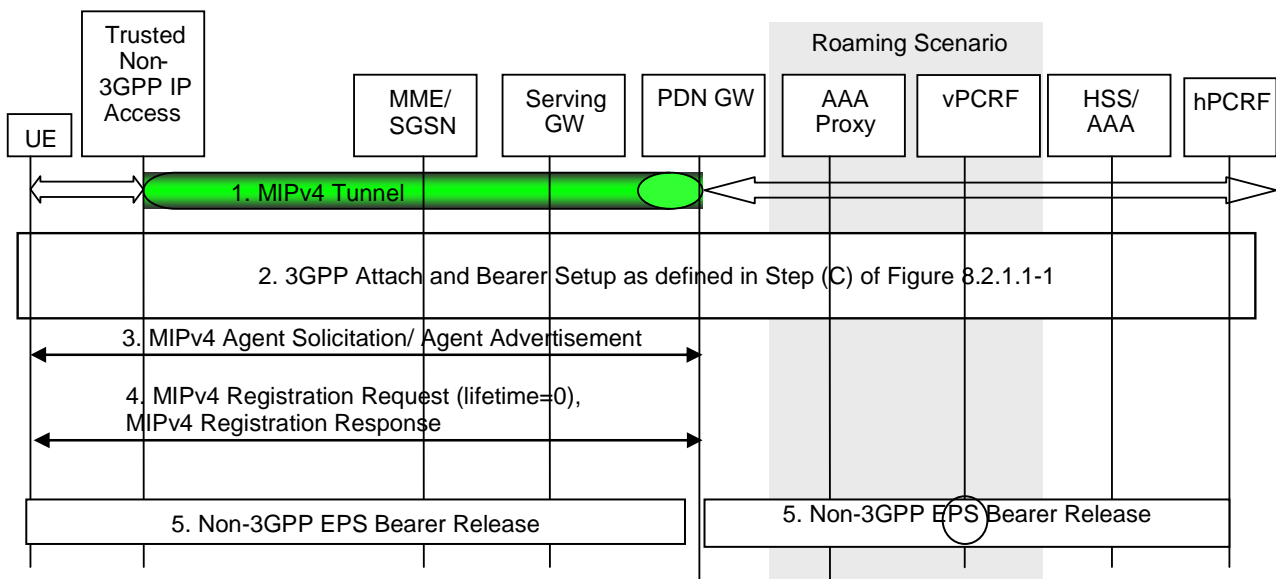 Roaming Scenario
UE
Trusted
Non-
3GPP IP
Access
MME/
SGSN
Serving
GW
PDN GW
AAA
Proxy
vPCRF
HSS/
AAA
hPCRF
1. MIPv4 Tunnel
2. 3GPP Attach and Bearer Setup as defined in Step (C) of Figure 8.2.1.1-1
3. MIPv4 Agent Solicitation/ Agent Advertisement
4. MIPv4 Registration Request (lifetime=0),
MIPv4 Registration Response
5. Non-3GPP EPS Bearer Release
5. Non-3GPP EPS Bearer Release